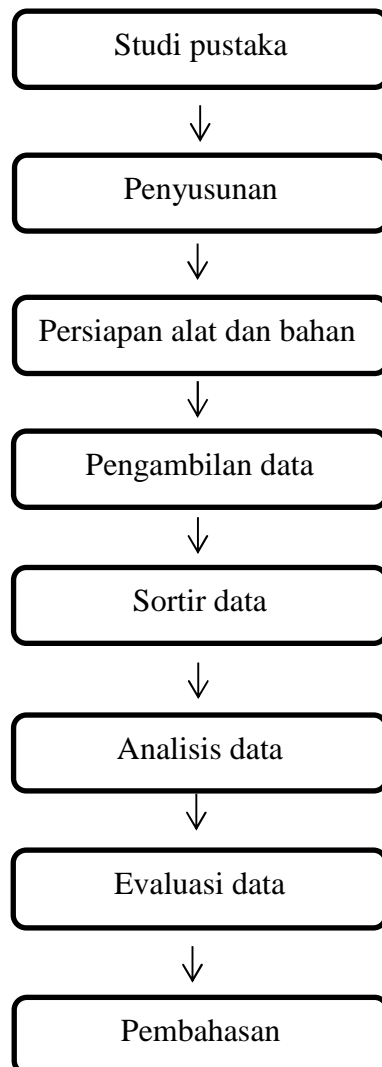 Studi pustaka
Penyusunan
Persiapan alat dan bahan
Pengambilan data
Sortir data
Analisis data
Evaluasi data
Pembahasan